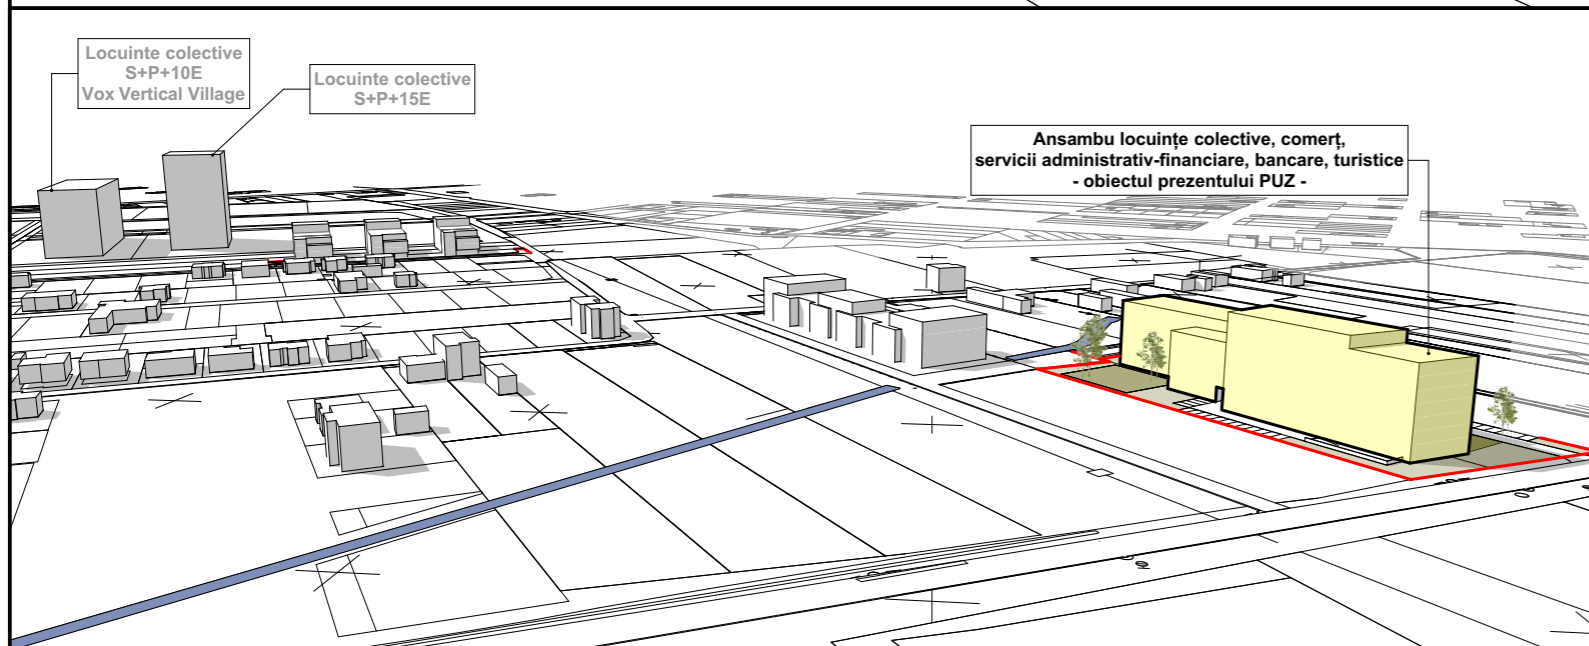 Locuinte colective
S+P+10E
Vox Vertical Village
Locuinte colective
S+P+15E
Ansambu locuințe colective, comerț,
servicii administrativ-financiare, bancare, turistice
- obiectul prezentului PUZ -